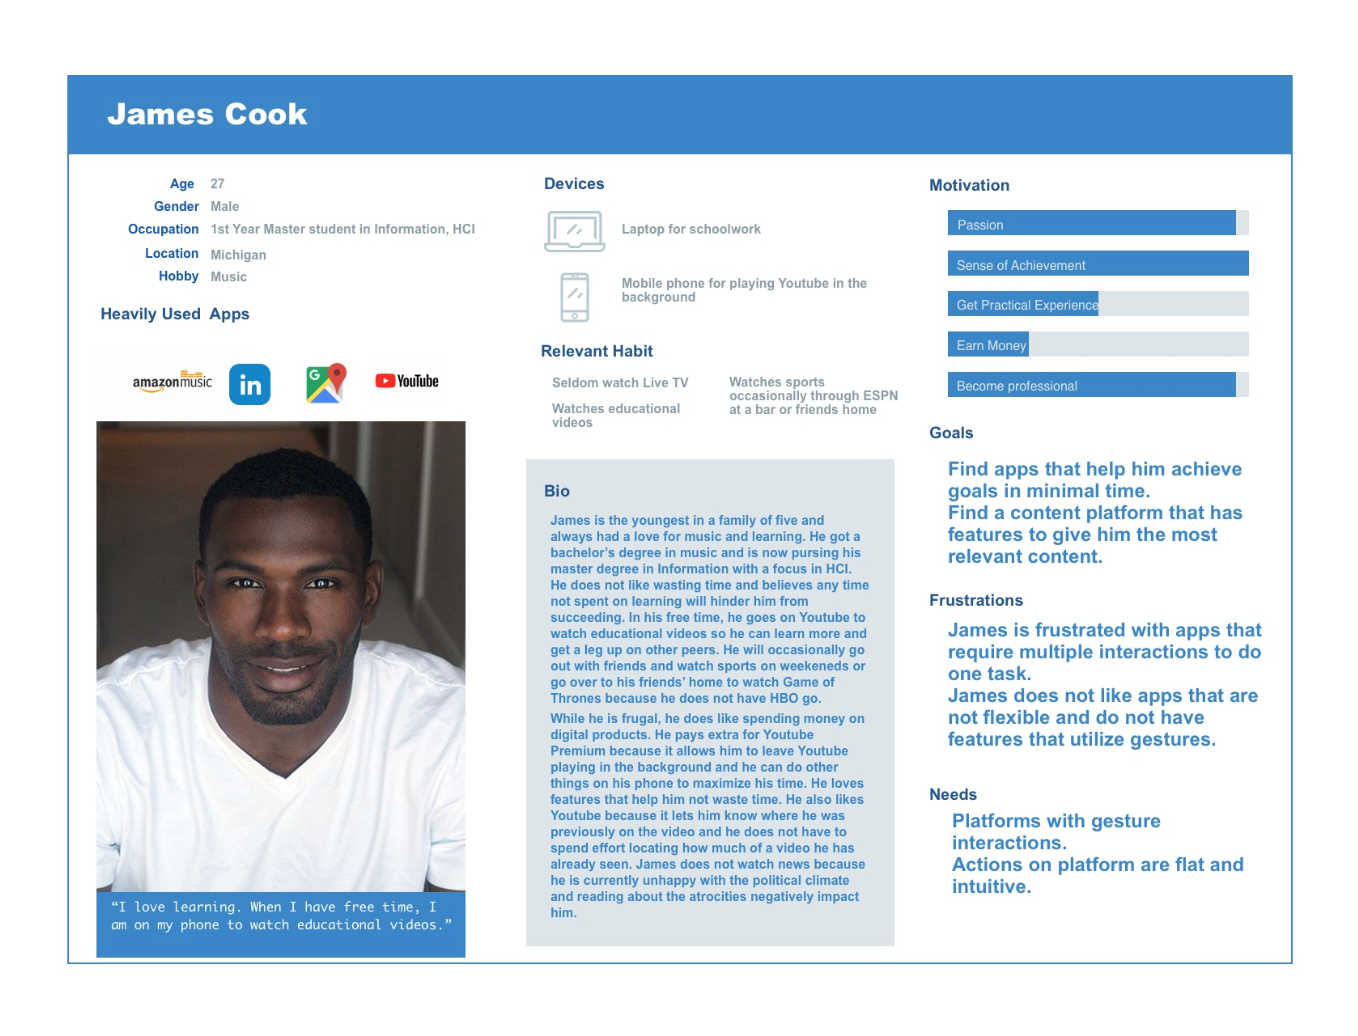 James Cook
Age 27
Gender Male
Occupation 1st Year Master student in Information, HCI
Location Michigan
Hobby Music
Heavily Used Apps
amazon music
in
G
YouTube
“I love learning. When I have free time, I
am on my phone to watch educational videos.”
Devices
Laptop for schoolwork
Mobile phone for playing Youtube in the
background
Relevant Habit
Seldom watch Live TV
Watches educational
videos
Watches sports
occasionally through ESPN
at a bar or friends home
Bio
James is the youngest in a family of five and
always had a love for music and learning. He got a
bachelor’s degree in music and is now pursing his
master degree in Information with a focus in HCI.
He does not like wasting time and believes any time
not spent on learning will hinder him from
succeeding. In his free time, he goes on Youtube to
watch educational videos so he can learn more and
get a leg up on other peers. He will occasionally go
out with friends and watch sports on weekeneds or
go over to his friends’ home to watch Game of
Thrones because he does not have HBO go.
While he is frugal, he does like spending money on
digital products. He pays extra for Youtube
Premium because it allows him to leave Youtube
playing in the background and he can do other
things on his phone to maximize his time. He loves
features that help him not waste time. He also likes
Youtube because it lets him know where he was
previously on the video and he does not have to
spend effort locating how much of a video he has
already seen. James does not watch news because
he is currently unhappy with the political climate
and reading about the atrocities negatively impact
him.
Motivation
Passion
Sense of Achievement
Get Practical Experience
Earn Money
Become professional
Goals
Find apps that help him achieve
goals in minimal time.
Find a content platform that has
features to give him the most
relevant content.
Frustrations
James is frustrated with apps that
require multiple interactions to do
one task.
James does not like apps that are
not flexible and do not have
features that utilize gestures.
Needs
Platforms with gesture
interactions.
Actions on platform are flat and
intuitive.